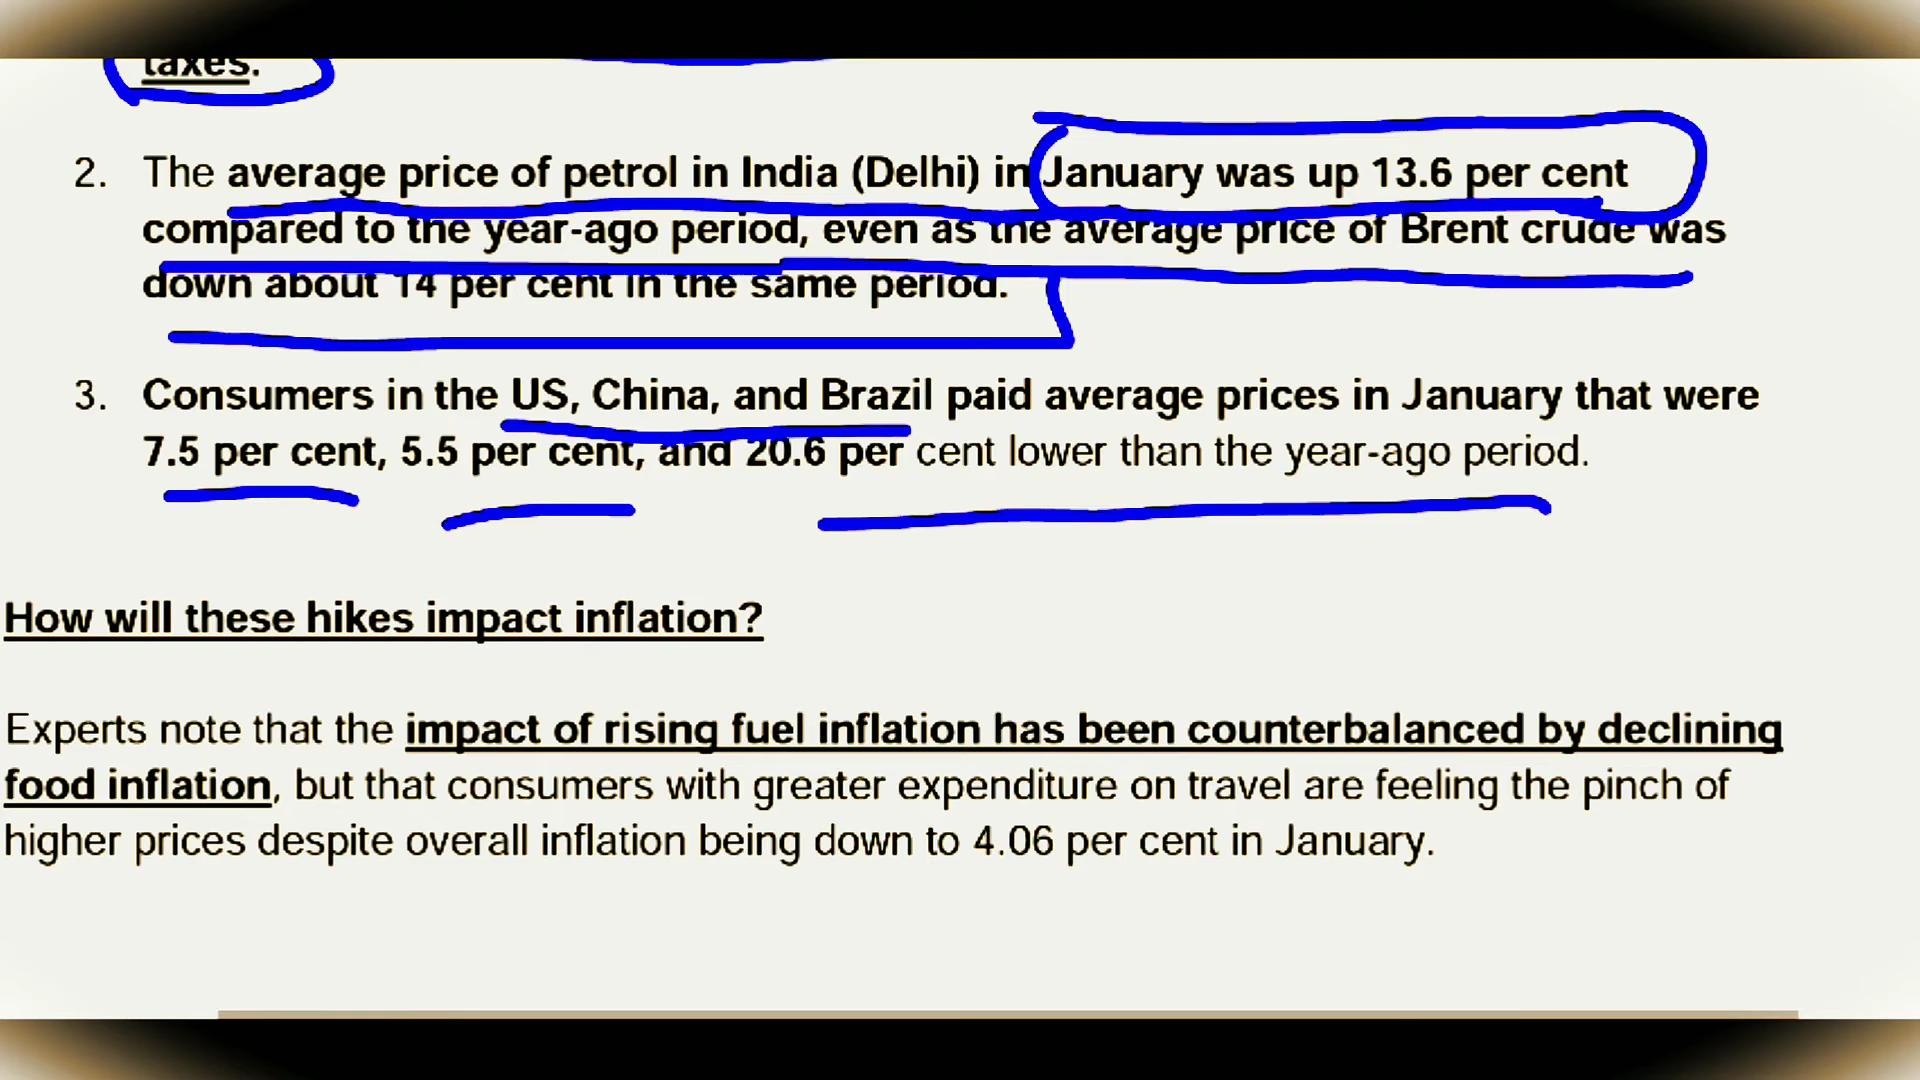 taxes.
2. The average price of petrol in India (Delhi) in January was up 13.6 per cent
compared to the year-ago period, even as the average price of Brent crude was
down about 14 per cent in the same period.
3. Consumers in the US, China, and Brazil paid average prices in January that were
7.5 per cent, 5.5 per cent, and 20.6 per cent lower than the year-ago period.
How will these hikes impact inflation?
Experts note that the impact of rising fuel inflation has been counterbalanced by declining
food inflation, but that consumers with greater expenditure on travel are feeling the pinch of
higher prices despite overall inflation being down to 4.06 per cent in January.